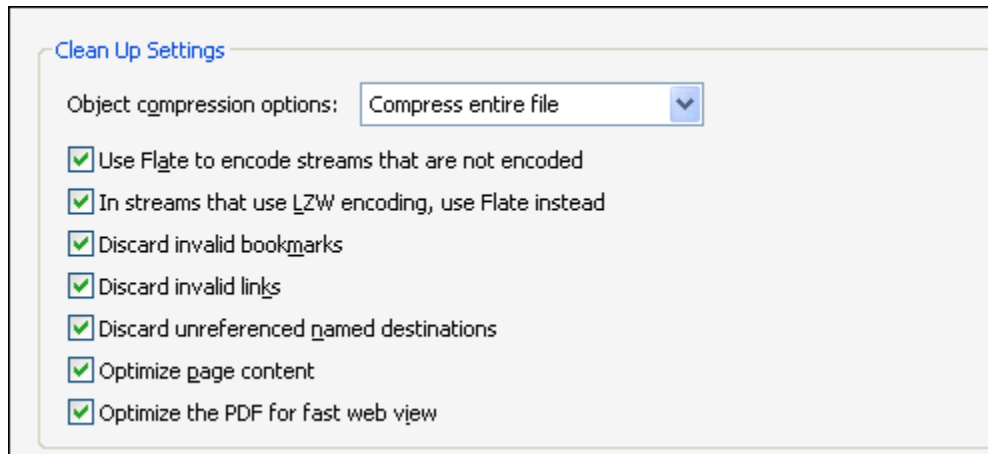 Clean Up Settings
Object compression options: Compress entire file
Use Flate to encode streams that are not encoded
In streams that use LZW encoding, use Flate instead
Discard invalid bookmarks
Discard invalid links
Discard unreferenced named destinations
Optimize page content
Optimize the PDF for fast web view